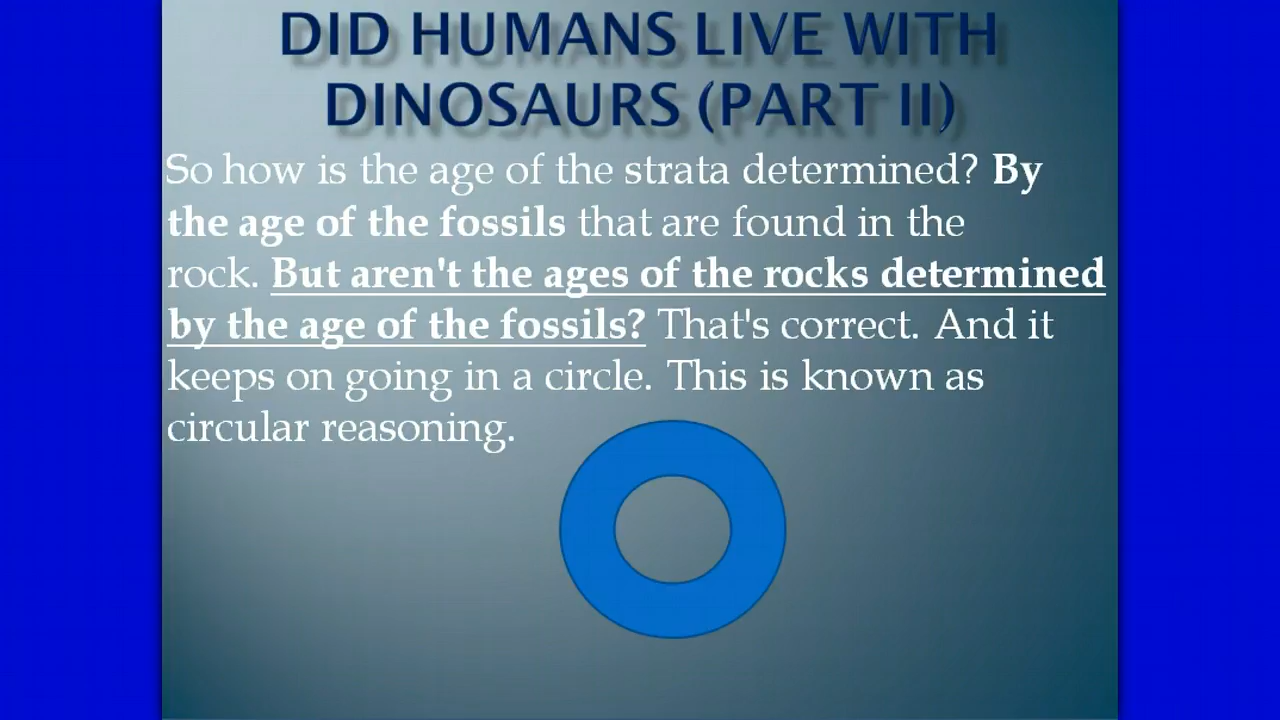 DID HUMANS LIVE WITH
DINOSAURS (PART II)
So how is the age of the strata determined? By
the age of the fossils that are found in the
rock. But aren't the ages of the rocks determined
by the age of the fossils? That's correct. And it
keeps on going in a circle. This is known as
circular reasoning.